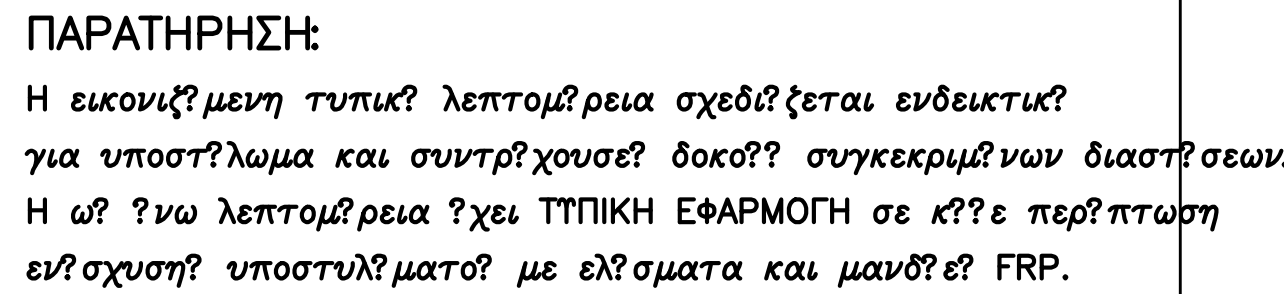 ΠΑΡΑΤΗΡΗΣΗ:
Η εικονιζ?μενη τυπικ? λεπτομ?ρεια σχεδι?ζεται ενδεικτικ?
για υποστ?λωμα και συντρ?χουσε? δοκο?? συγκεκριμ?νων διαστ?σεων.
Η ω? ?νω λεπτομ?ρεια ?χει ΤΥΠΙΚΗ ΕΦΑΡΜΟΓΗ σε κ??ε περ?πτωση
εν?σχυση? υποστυλ?ματο? με ελ?σματα και μανδ?ε? FRP.